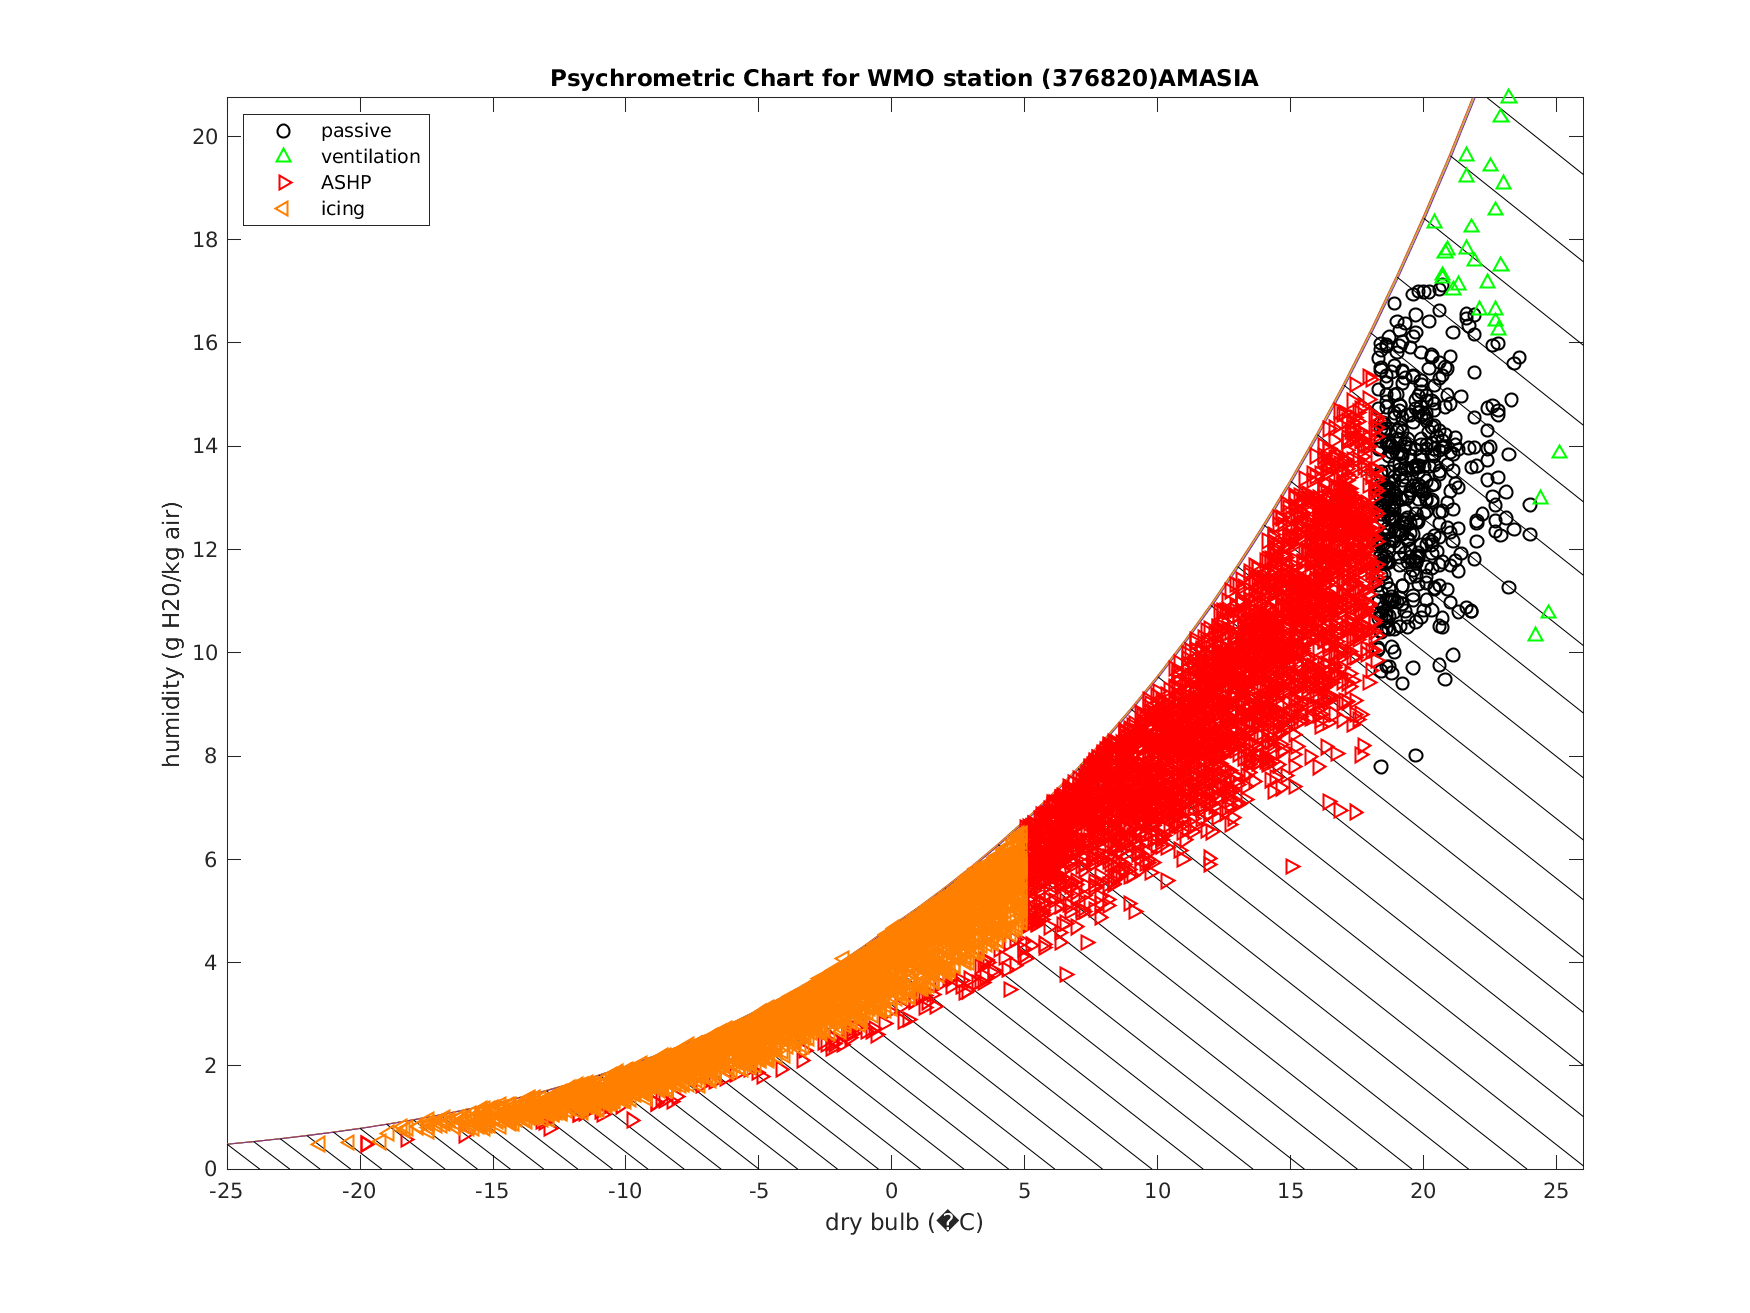 Psychrometric Chart for WMO station (376820)AMASIA
passive
ventilation
ASHP
icing
20
18
16
14
12
10
8
6
4
2
0
humidity (g H20/kg air)
-25 -20 -15 -10 -5 0 5 10 15 20 25
dry bulb (�C)